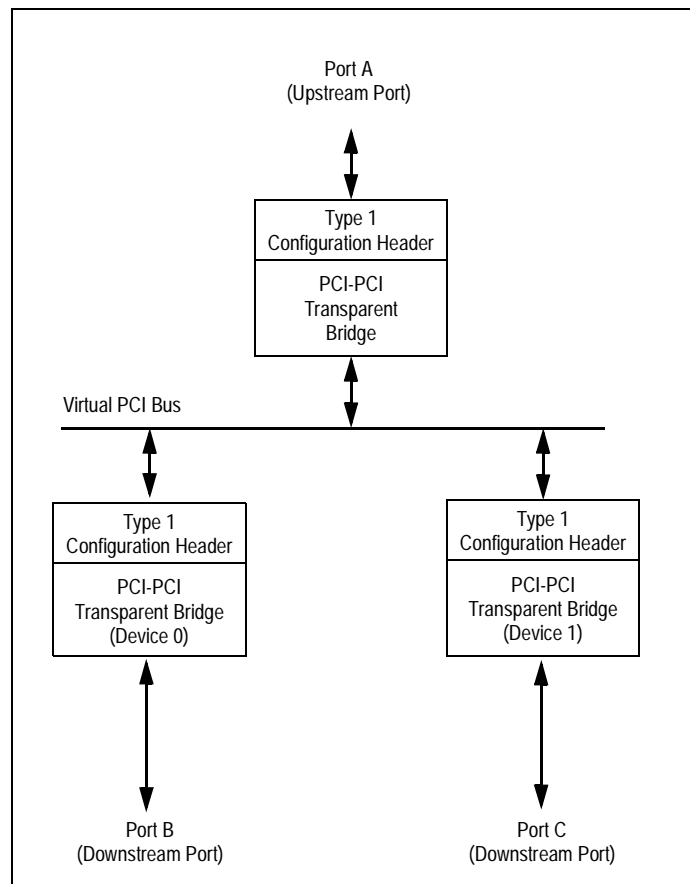 Port A
(Upstream Port)
Type 1
Configuration Header
PCI-PCI
Transparent
Bridge
Virtual PCI Bus
Type 1
Configuration Header
PCI-PCI
Transparent Bridge
(Device 0)
Type 1
Configuration Header
PCI-PCI
Transparent Bridge
(Device 1)
Port B
(Downstream Port)
Port C
(Downstream Port)